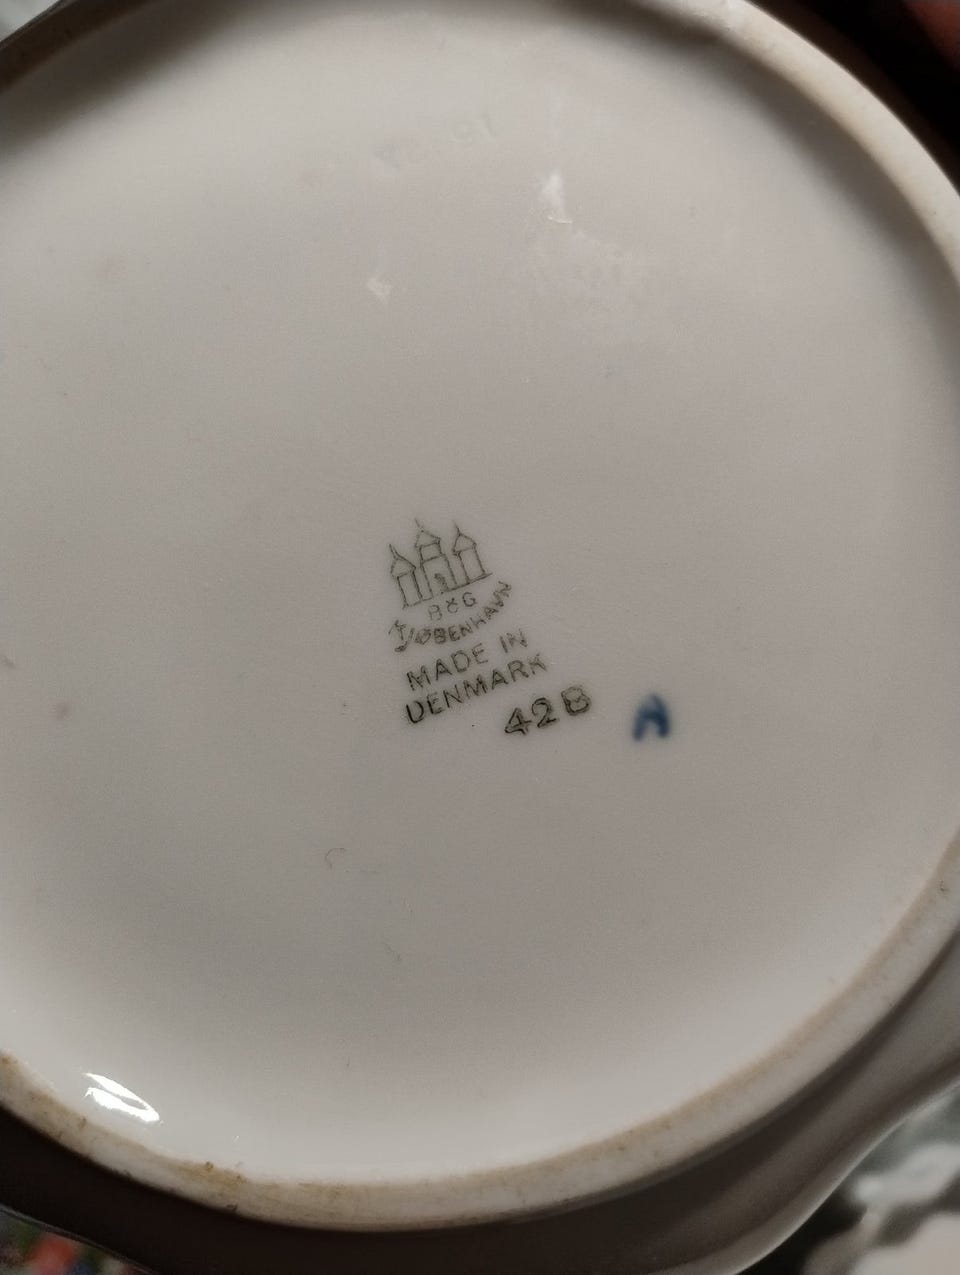 B&G
KJØBENHAVN
MADE IN
DENMARK
428 A